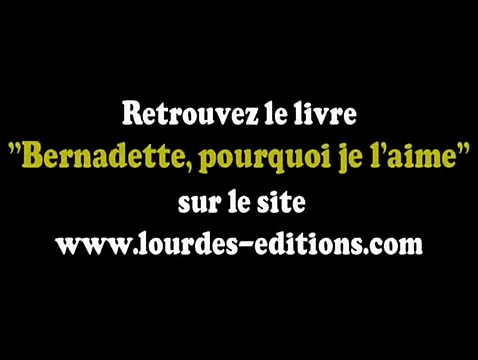 Retrouvez le livre
"Bernadette, pourquoi je l'aime"
sur le site
www.lourdes-editions.com